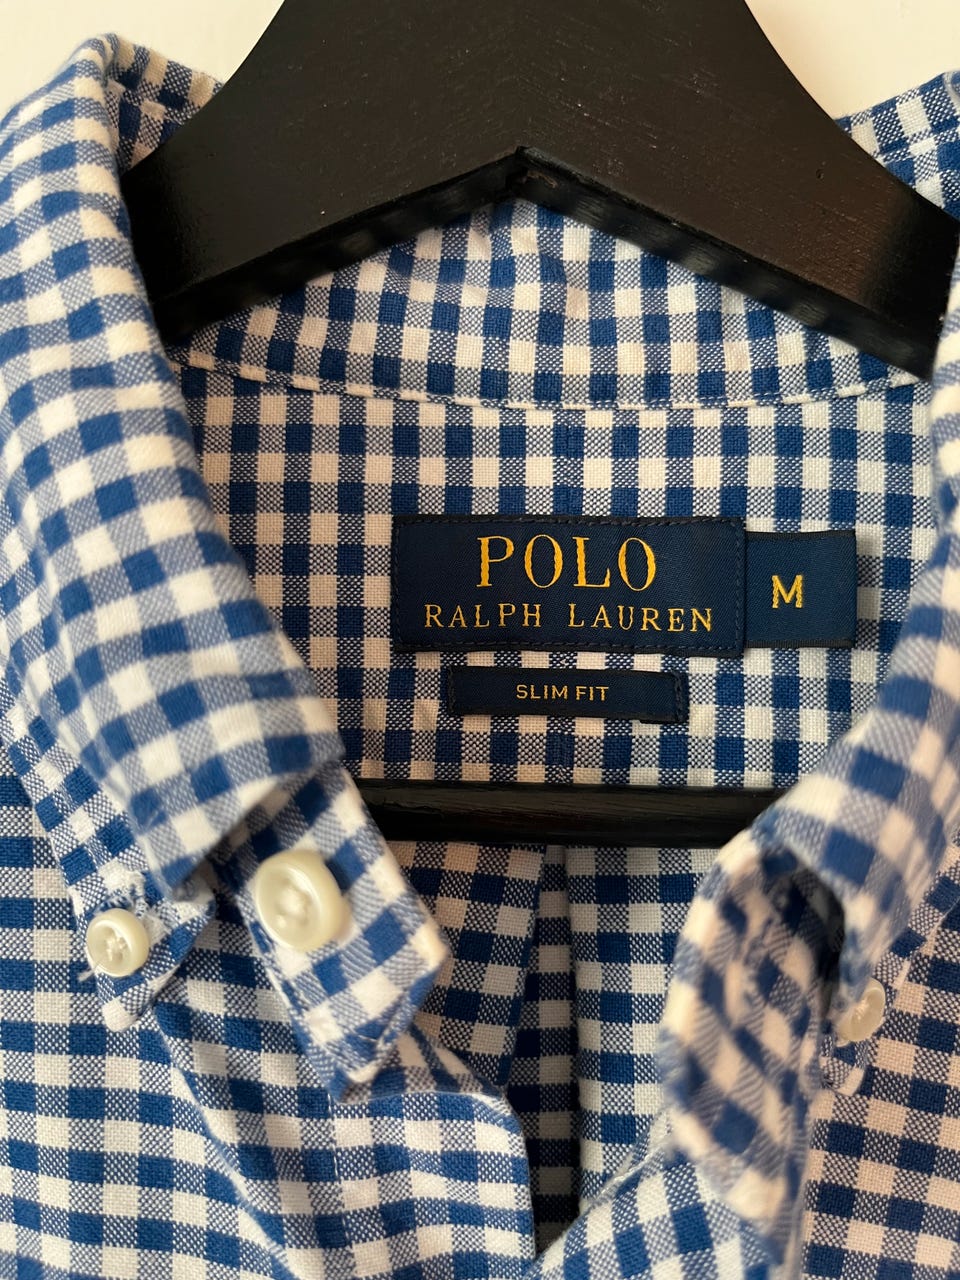 POLO
RALPH LAUREN
M
SLIM FIT